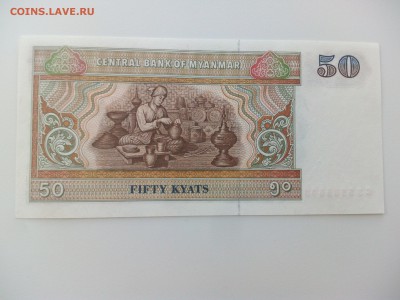 COINS.LAVE.RU
CENTRAL BANK OF MYANMAR
50
50
FIFTY KYATS
၅၀